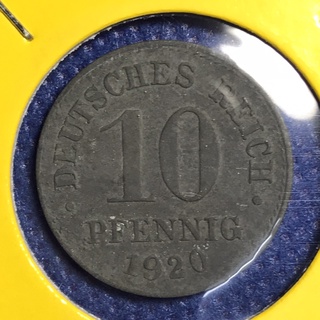 DEUTSCHES REICH
10
PFENNIG
1920